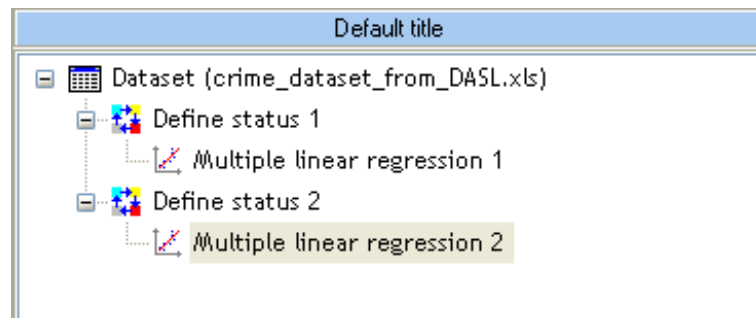 Default title
Dataset (crime_dataset_from_DASL.xls)
Define status 1
Multiple linear regression 1
Define status 2
Multiple linear regression 2